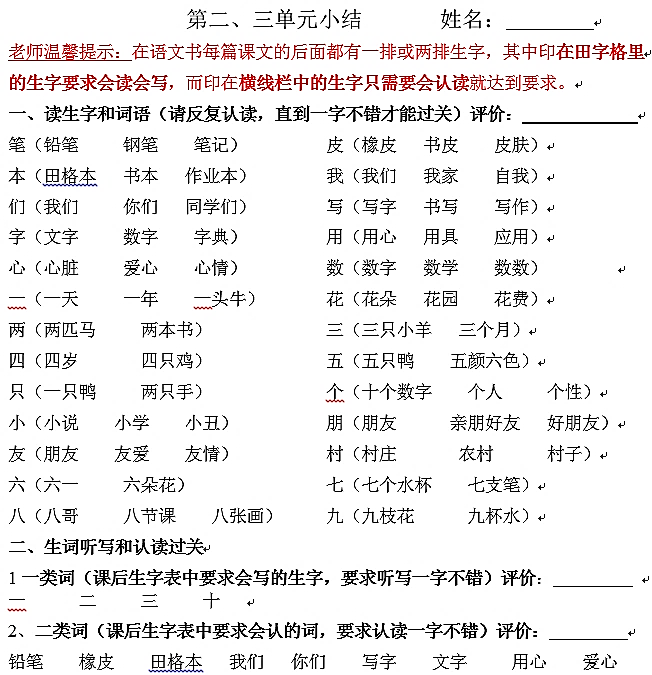 第二、三单元小结 姓名：________
老师温馨提示：在语文书每篇课文的后面都有一排或两排生字，其中印在田字格里
的生字要求会读会写，而印在横线栏中的生字只需要会认读就达到要求。
一、读生字和词语（请反复认读，直到一字不错才能过关）评价：____________
笔（铅笔 钢笔 笔记） 皮（橡皮 书皮 皮肤）
本（田格本 书本 作业本） 我（我们 我家 自我）
们（我们 你们 同学们） 写（写字 书写 写作）
字（文字 数字 字典） 用（用心 用具 应用）
心（心脏 爱心 心情） 数（数字 数学 数数）
一（一天 一年 一头牛） 花（花朵 花园 花费）
两（两匹马 两本书） 三（三只小羊 三个月）
四（四岁 四只鸡） 五（五只鸭 五颜六色）
只（一只鸭 两只手） 个（十个数字 个人 个性）
小（小说 小学 小丑） 朋（朋友 亲朋好友 好朋友）
友（朋友 友爱 友情） 村（村庄 农村 村子）
六（六一 六朵花） 七（七个水杯 七支笔）
八（八哥 八节课 八张画） 九（九枝花 九杯水）
二、生词听写和认读过关
1 一类词（课后生字表中要求会写的生字，要求听写一字不错）评价：_________
一 二 三 十
2、二类词（课后生字表中要求会认的词，要求认读一字不错）评价：_________
铅笔 橡皮 田格本 我们 你们 写字 文字 用心 爱心